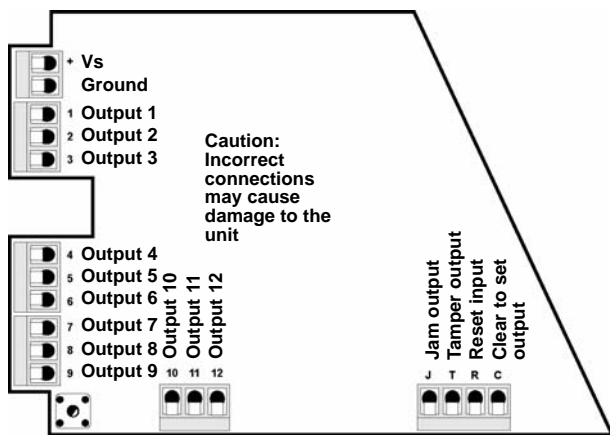 + Vs
Ground
1 Output 1
2 Output 2
3 Output 3
Caution:
Incorrect
connections
may cause
damage to the
unit
4 Output 4
5 Output 5
6 Output 6
7 Output 7
8 Output 8
9 Output 9
Output 10
Output 11
Output 12
10 11 12
Jam output
Tamper output
Reset input
Clear to set
output
J T R C